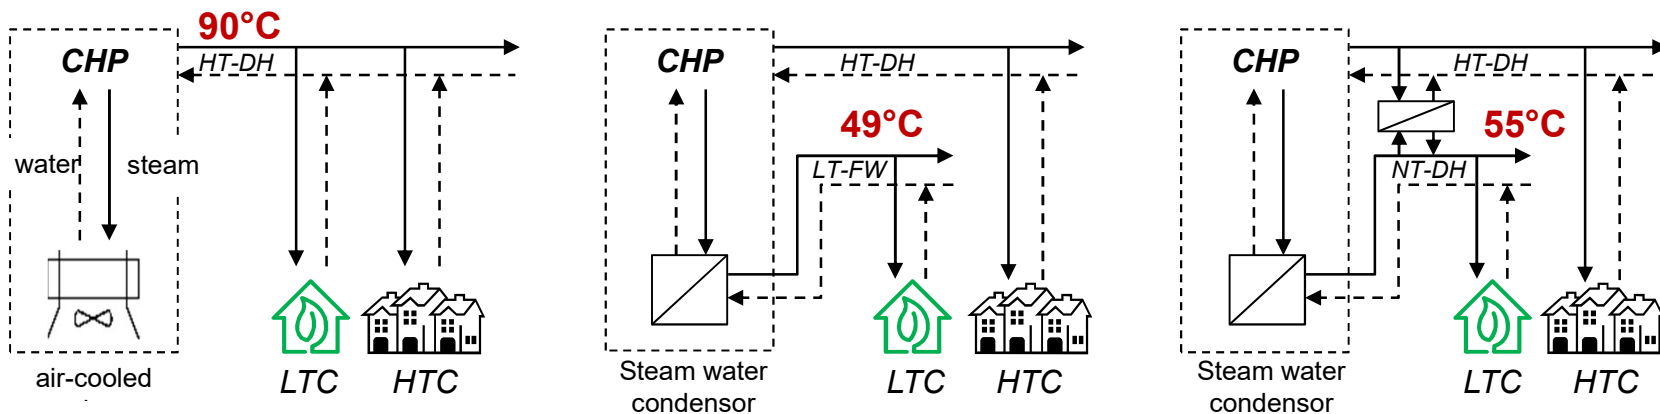 90°C
CHP
HT-DH
water
steam
air-cooled
LTC
HTC
CHP
HT-DH
49°C
LT-FW
Steam water
condensor
LTC
HTC
CHP
HT-DH
55°C
NT-DH
Steam water
condensor
LTC
HTC